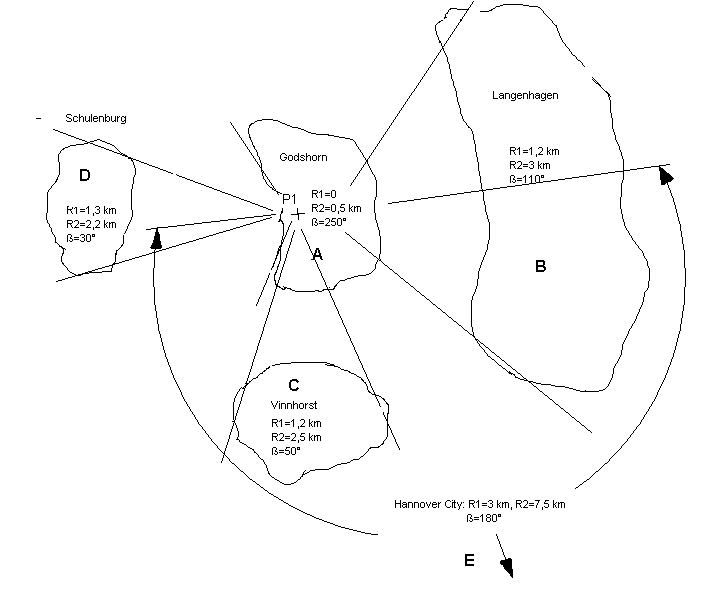 Schulenburg
D
R1=1,3 km
R2=2,2 km
ß=30°
Godshorn
P1
R1=0
R2=0,5 km
ß=250°
A
Langenhagen
R1=1,2 km
R2=3 km
ß=110°
B
C
Vinnhorst
R1=1,2 km
R2=2,5 km
ß=50°
Hannover City: R1=3 km, R2=7,5 km
ß=180°
E